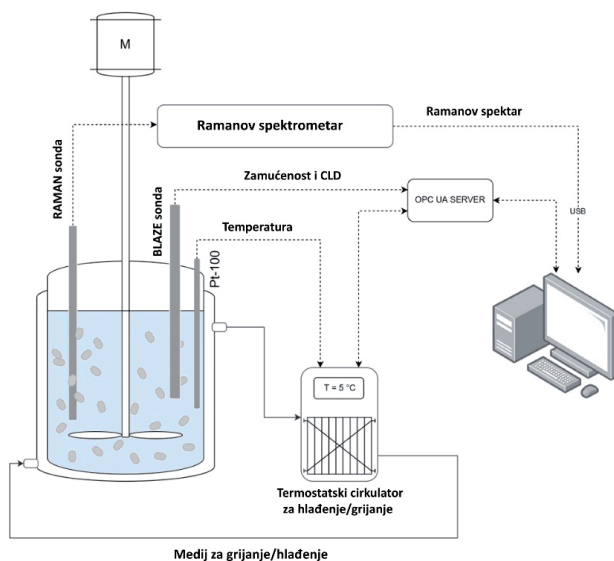 M
Ramanov spektrometar
Ramanov spektar
RAMAN sonda
BLAZE sonda
Zamućenost i CLD
OPC UA SERVER
USB
Temperatura
Pt-100
T = 5 °C
Termostatski cirkulator
za hlađenje/grijanje
Medij za grijanje/hlađenje